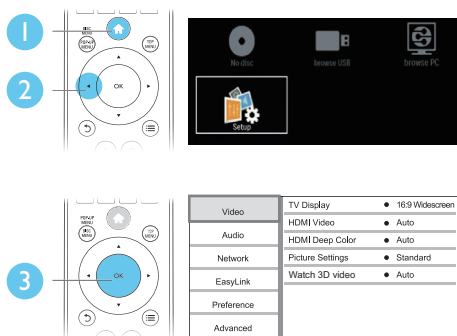 1
DISC
MENU
POP-UP
MENU
TOP
MENU
2
OK
No disc
browse USB
browse PC
Setup
POP-UP
DISC
MENU
TOP
MENU
3
OK
Video
Audio
Network
EasyLink
Preference
Advanced
TV Display ● 16:9 Widescreen
HDMI Video ● Auto
HDMI Deep Color ● Auto
Picture Settings ● Standard
Watch 3D video ● Auto